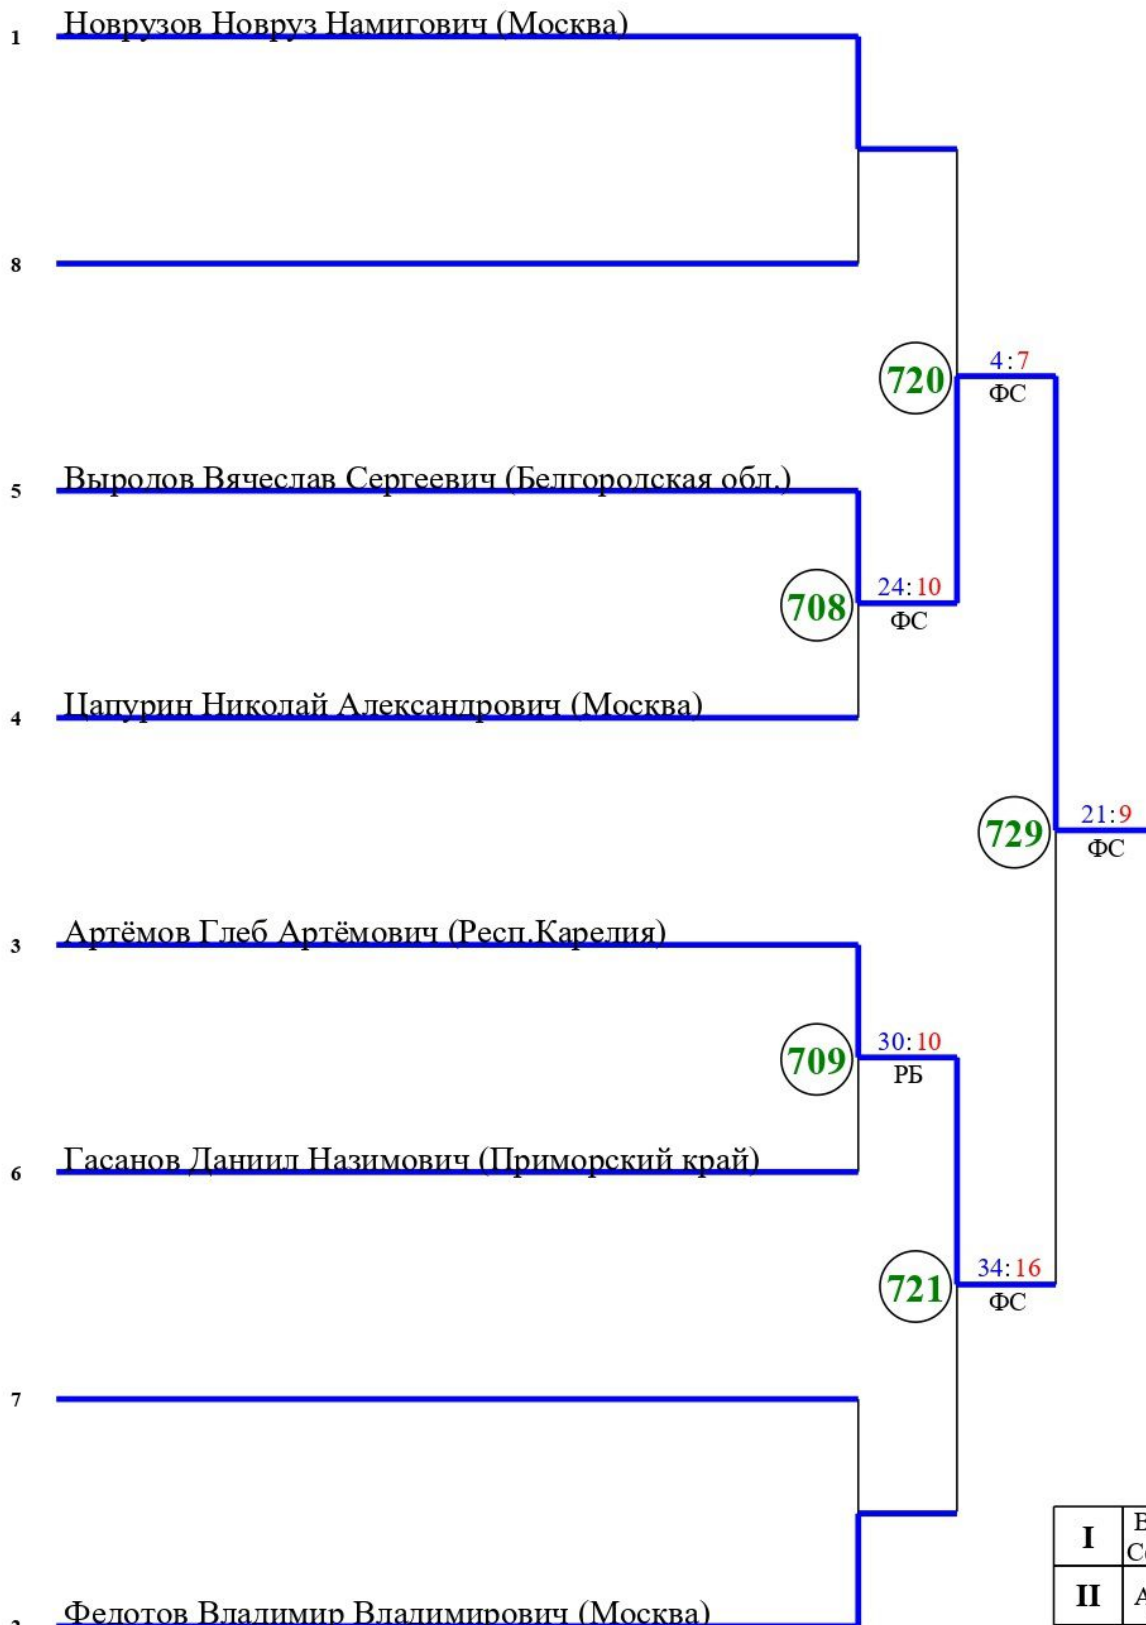 1 Новрузов Новруз Намигович (Москва)
8
4:7
720
ФС
5 Выродов Вячеслав Сергеевич (Белгородская обл.)
24:10
708
ФС
4 Цапурин Николай Александрович (Москва)
21:9
729
ФС
3 Артёмов Глеб Артёмович (Респ.Карелия)
30:10
709
РБ
6 Гасанов Даниил Назимович (Приморский край)
34:16
721
ФС
7
I
II
Федотов Владимир Владимирович (Москва)